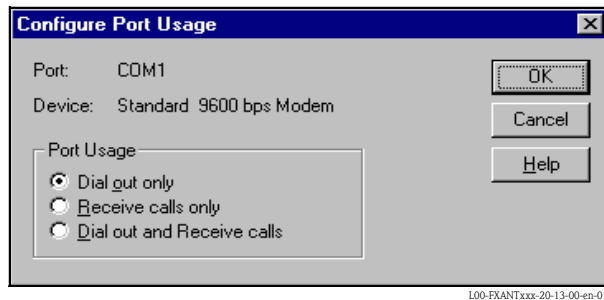 Configure Port Usage
Port: COM1
Device: Standard 9600 bps Modem
Port Usage
Dial out only
Receive calls only
Dial out and Receive calls
OK
Cancel
Help
L00-FXANTxxx-20-13-00-en-0